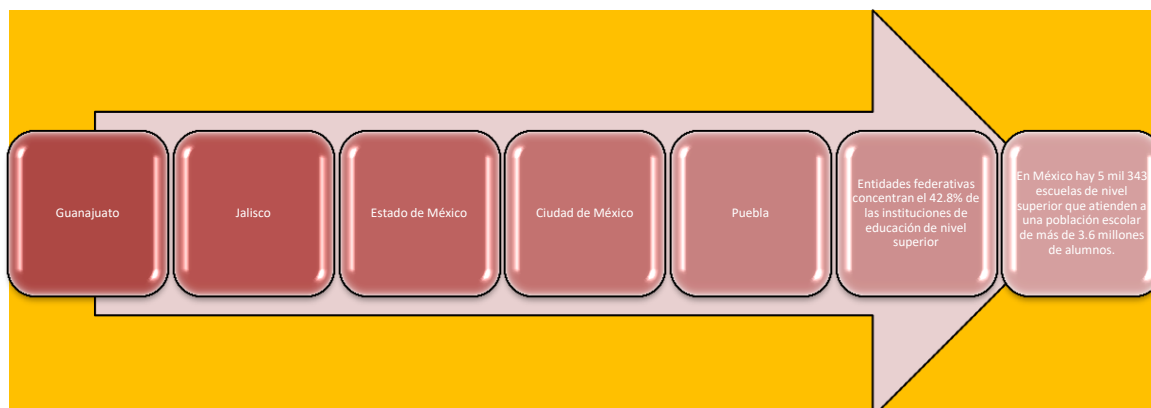 Guanajuato
Jalisco
Estado de México
Ciudad de México
Puebla
Entidades federativas
concentran el 42.8% de
las instituciones de
educación de nivel
superior
En México hay 5 mil 343
escuelas de nivel
superior que atienden a
una población escolar
de más de 3.6 millones
de alumnos.